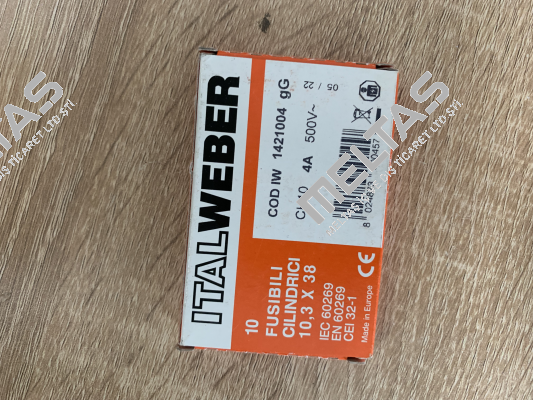 ITALWEBER
COD IW 1421004 gG
4A 500V~
05 / 22
10
FUSIBILI
CILINDRICI
10,3 X 38
IEC 60269
EN 60269
CEI 32-1
Made in Europe
CE
MELTAS